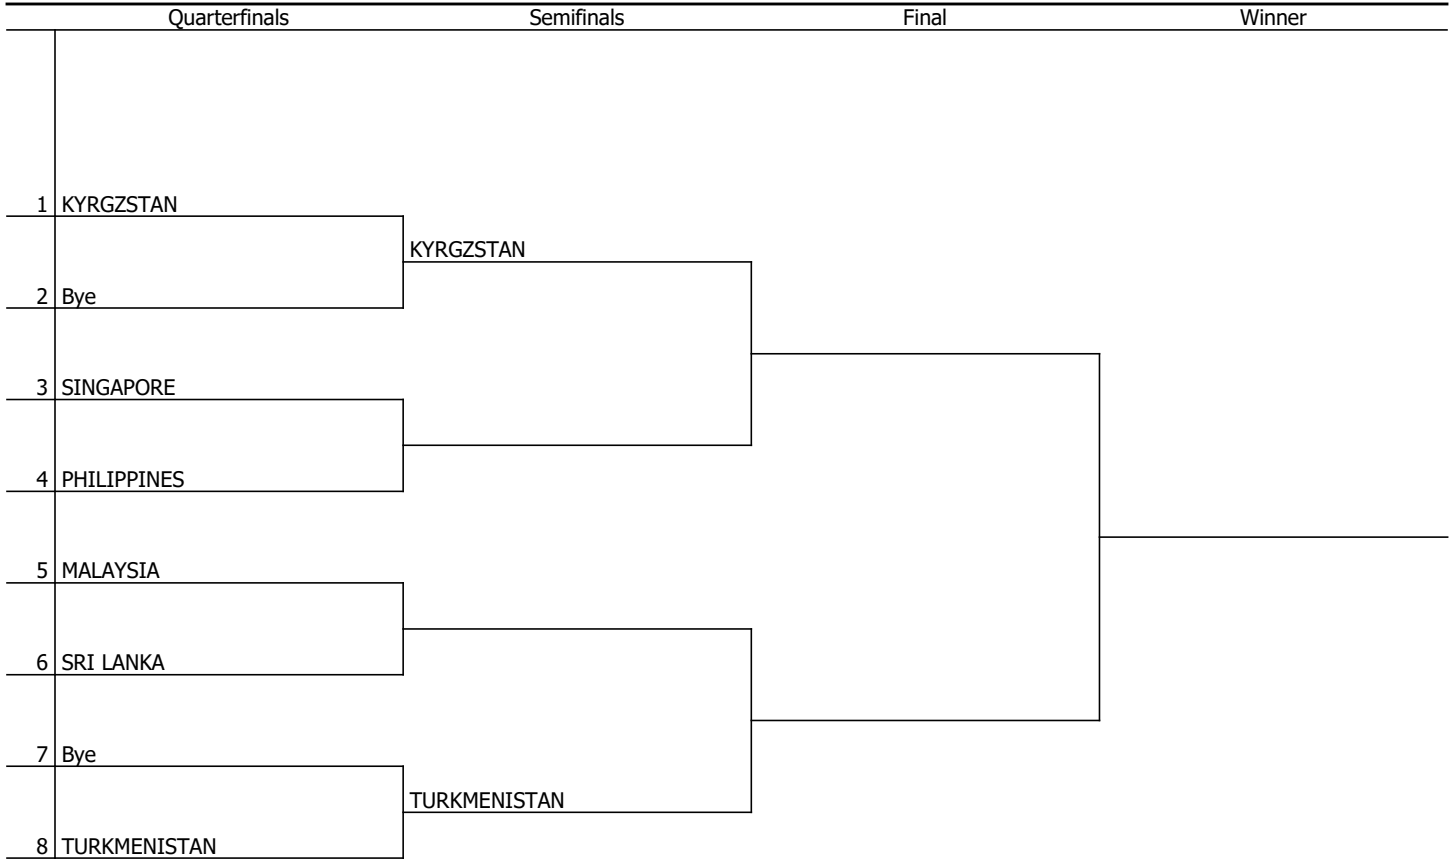 Quarterfinals Semifinals Final Winner
1 KYRGZSTAN
KYRGZSTAN
2 Bye
3 SINGAPORE
4 PHILIPPINES
5 MALAYSIA
6 SRI LANKA
7 Bye
TURKMENISTAN
8 TURKMENISTAN